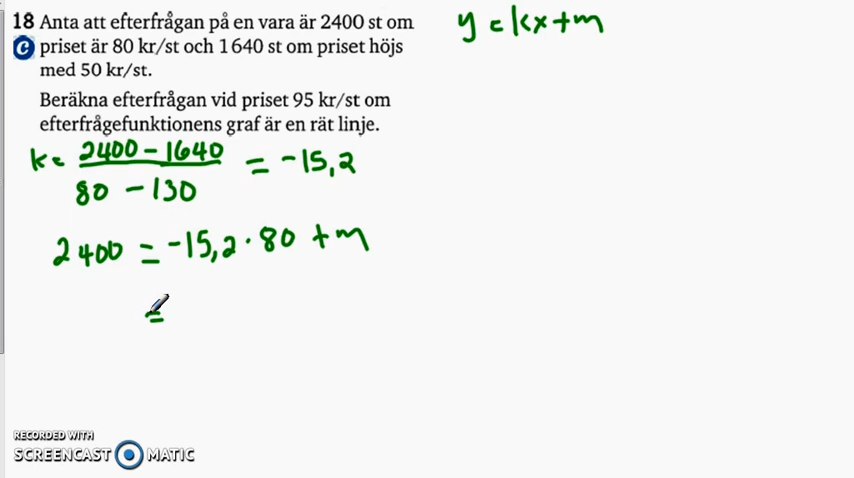 18 Anta att efterfrågan på en vara är 2400 st om
C priset är 80 kr/st och 1640 st om priset höjs
med 50 kr/st.
Beräkna efterfrågan vid priset 95 kr/st om
efterfrågefunktionens graf är en rät linje.
y = kx+m
k = 2400 - 1640 / 80 - 130 = -15,2
2400 = -15,2 · 80 + m
=
RECORDED WITH
SCREENCAST MATIC